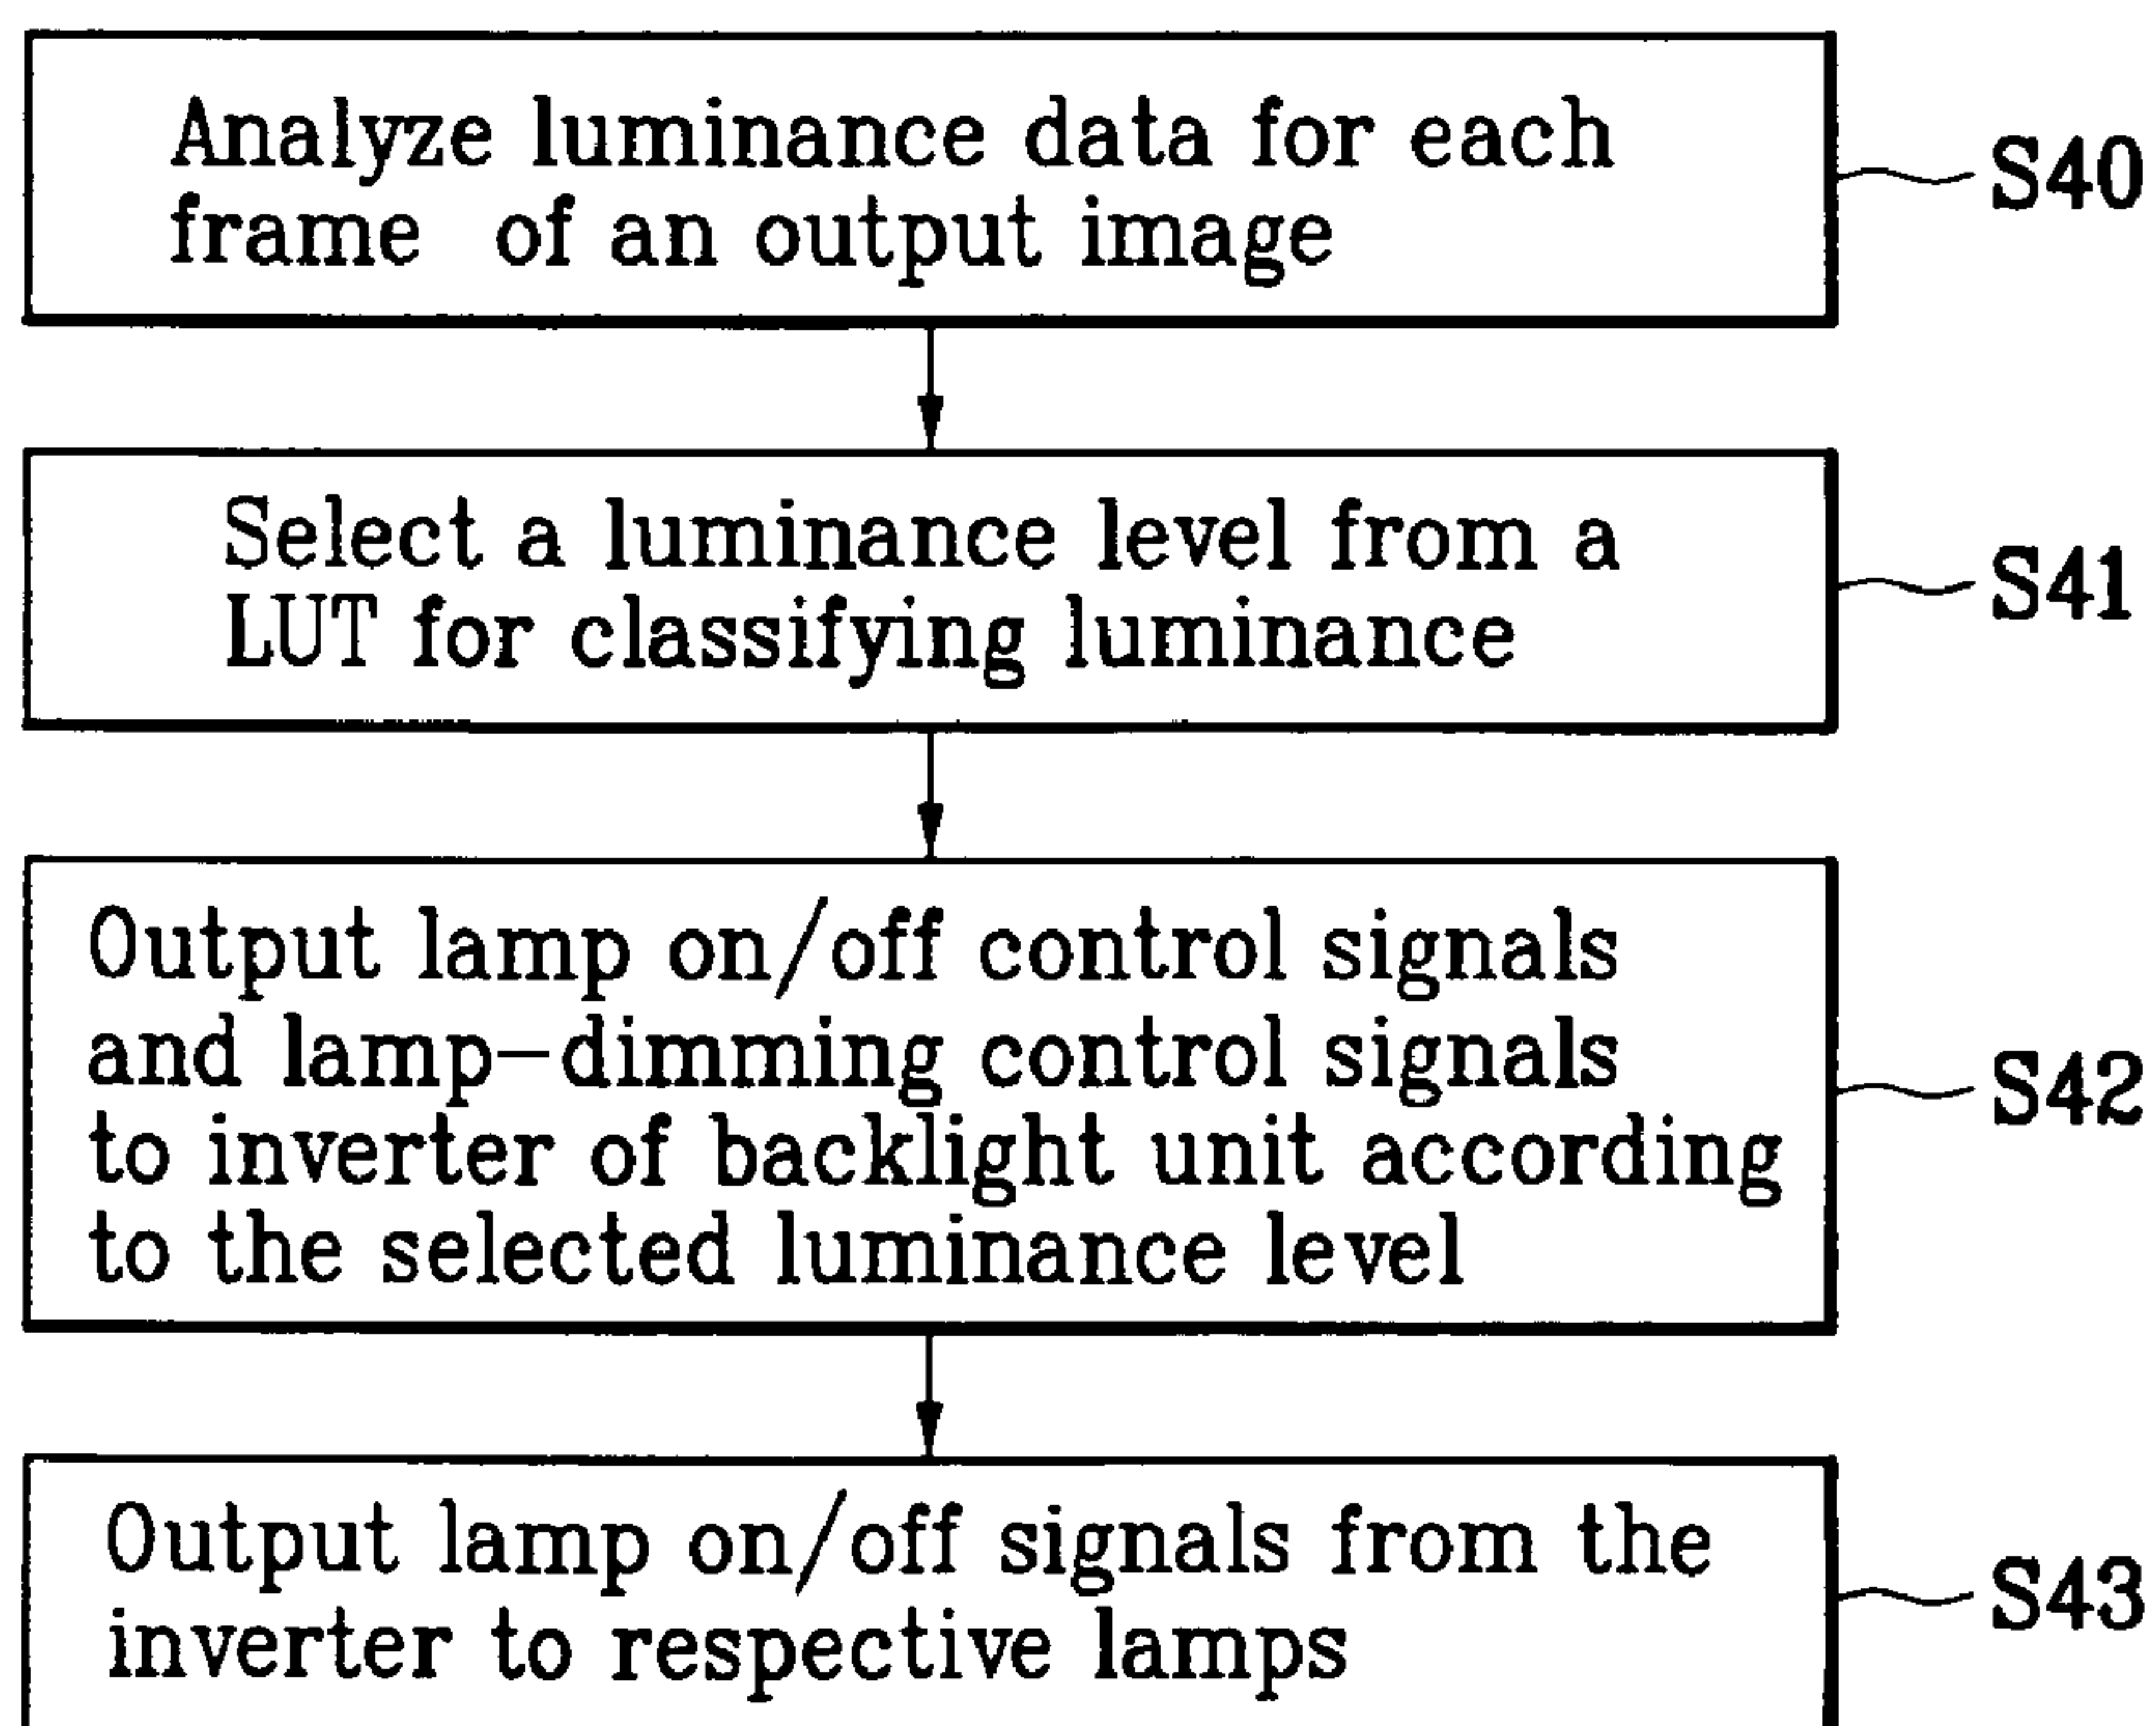 Analyze luminance data for each
frame of an output image
S40
Select a luminance level from a
LUT for classifying luminance
S41
Output lamp on/off control signals
and lamp-dimming control signals
to inverter of backlight unit according
to the selected luminance level
S42
Output lamp on/off signals from the
inverter to respective lamps
S43